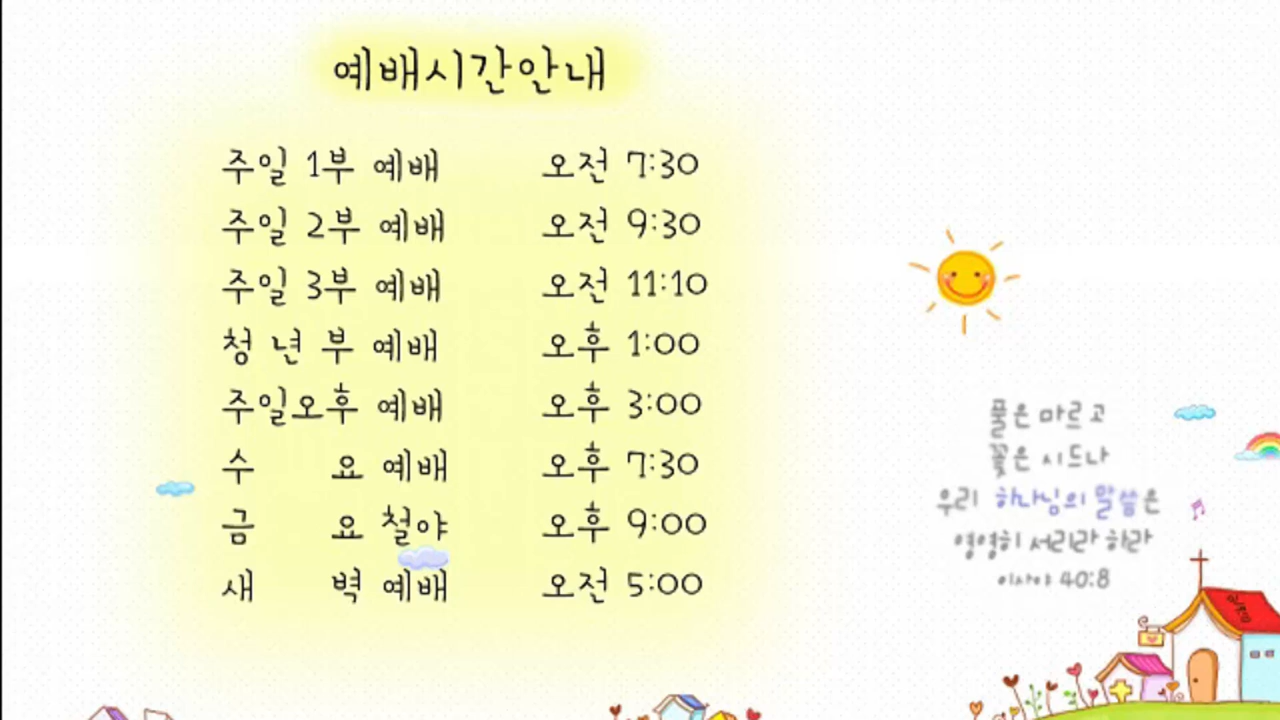 예배시간안내
주일 1부 예배 오전 7:30
주일 2부 예배 오전 9:30
주일 3부 예배 오전 11:10
청 년 부 예배 오후 1:00
주일오후 예배 오후 3:00
수 요 예배 오후 7:30
금 요 철야 오후 9:00
새 벽 예배 오전 5:00
풀은 마르고
꽃은 시드나
우리 하나님의 말씀은
영영히 서리라 하라
이사야 40:8